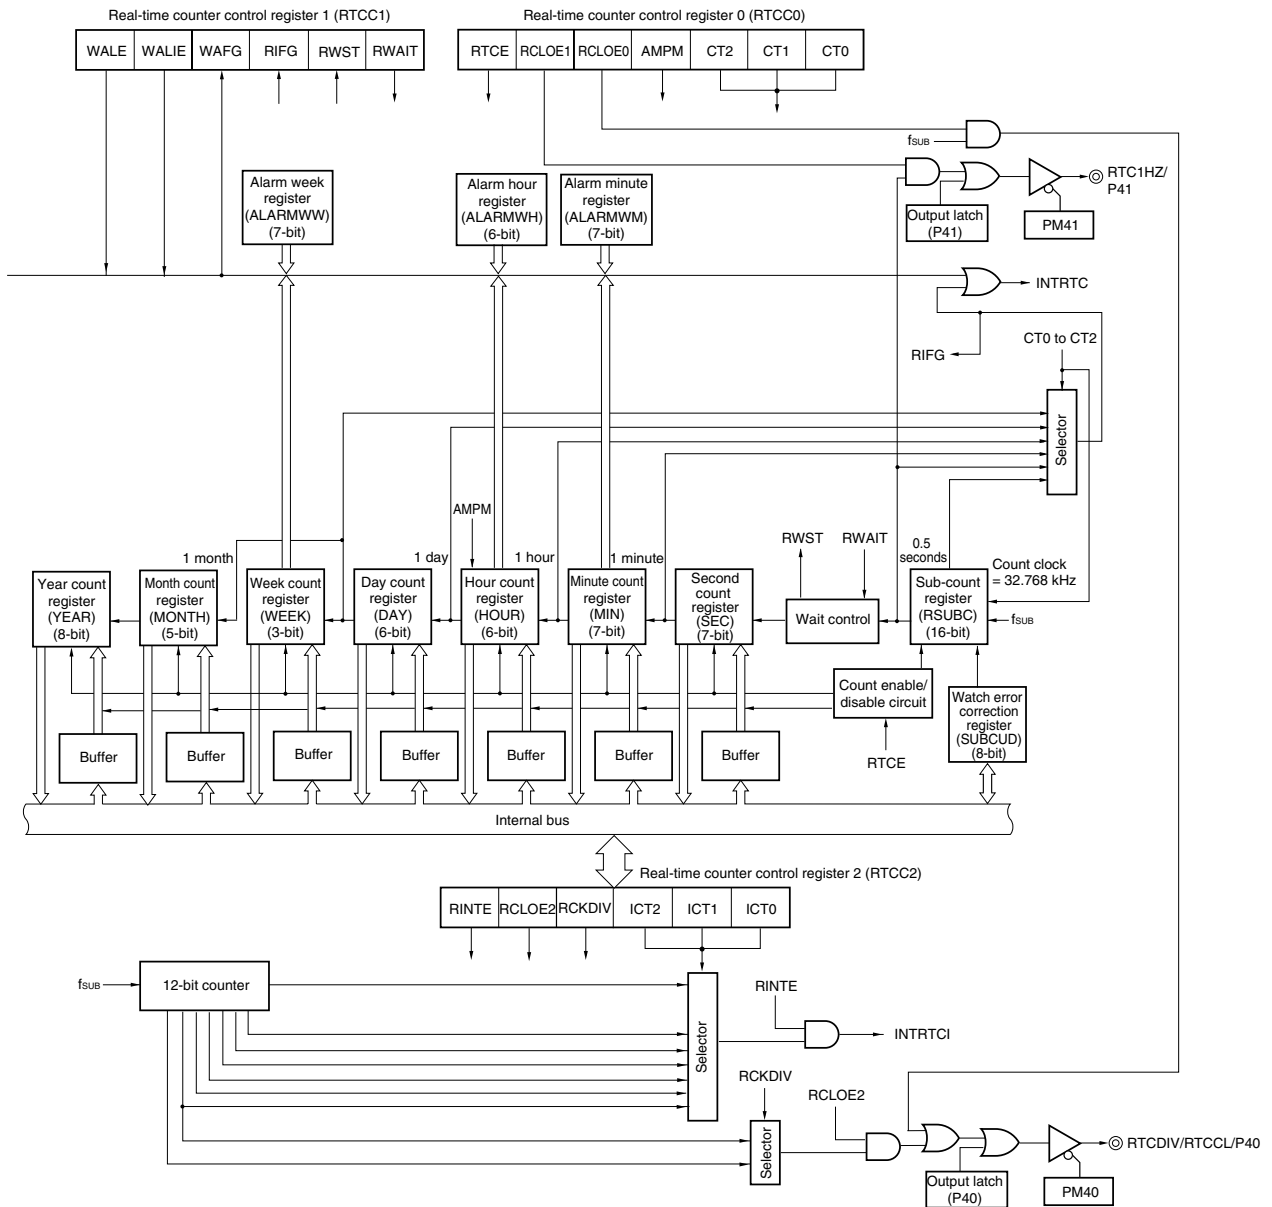 Real-time counter control register 1 (RTCC1)
Real-time counter control register 0 (RTCC0)
WALE WALIE WAFG RIFG RWST RWAIT
RTCE RCLOE1 RCLOE0 AMPM CT2 CT1 CT0
fSUB
RTC1HZ/
P41
Output latch
(P41)
PM41
Alarm week
register
(ALARMWW)
(7-bit)
Alarm hour
register
(ALARMWH)
(6-bit)
Alarm minute
register
(ALARMWM)
(7-bit)
INTRTC
RIFG
CT0 to CT2
Selector
AMPM
RWST
RWAIT
1 month
1 day
1 hour
1 minute
0.5
seconds
Count clock
= 32.768 kHz
Year count
register
(YEAR)
(8-bit)
Month count
register
(MONTH)
(5-bit)
Week count
register
(WEEK)
(3-bit)
Day count
register
(DAY)
(6-bit)
Hour count
register
(HOUR)
(6-bit)
Minute count
register
(MIN)
(7-bit)
Second
count
register
(SEC)
(7-bit)
Wait control
Sub-count
register
(RSUBC)
(16-bit)
fSUB
Count enable/
disable circuit
Watch error
correction
register
(SUBCUD)
(8-bit)
RTCE
Buffer
Buffer
Buffer
Buffer
Buffer
Buffer
Buffer
Internal bus
Real-time counter control register 2 (RTCC2)
RINTE RCLOE2 RCKDIV ICT2 ICT1 ICT0
fSUB
12-bit counter
Selector
RINTE
INTRTCI
RCKDIV
RCLOE2
Selector
RTCDIV/RTCCL/P40
Output latch
(P40)
PM40